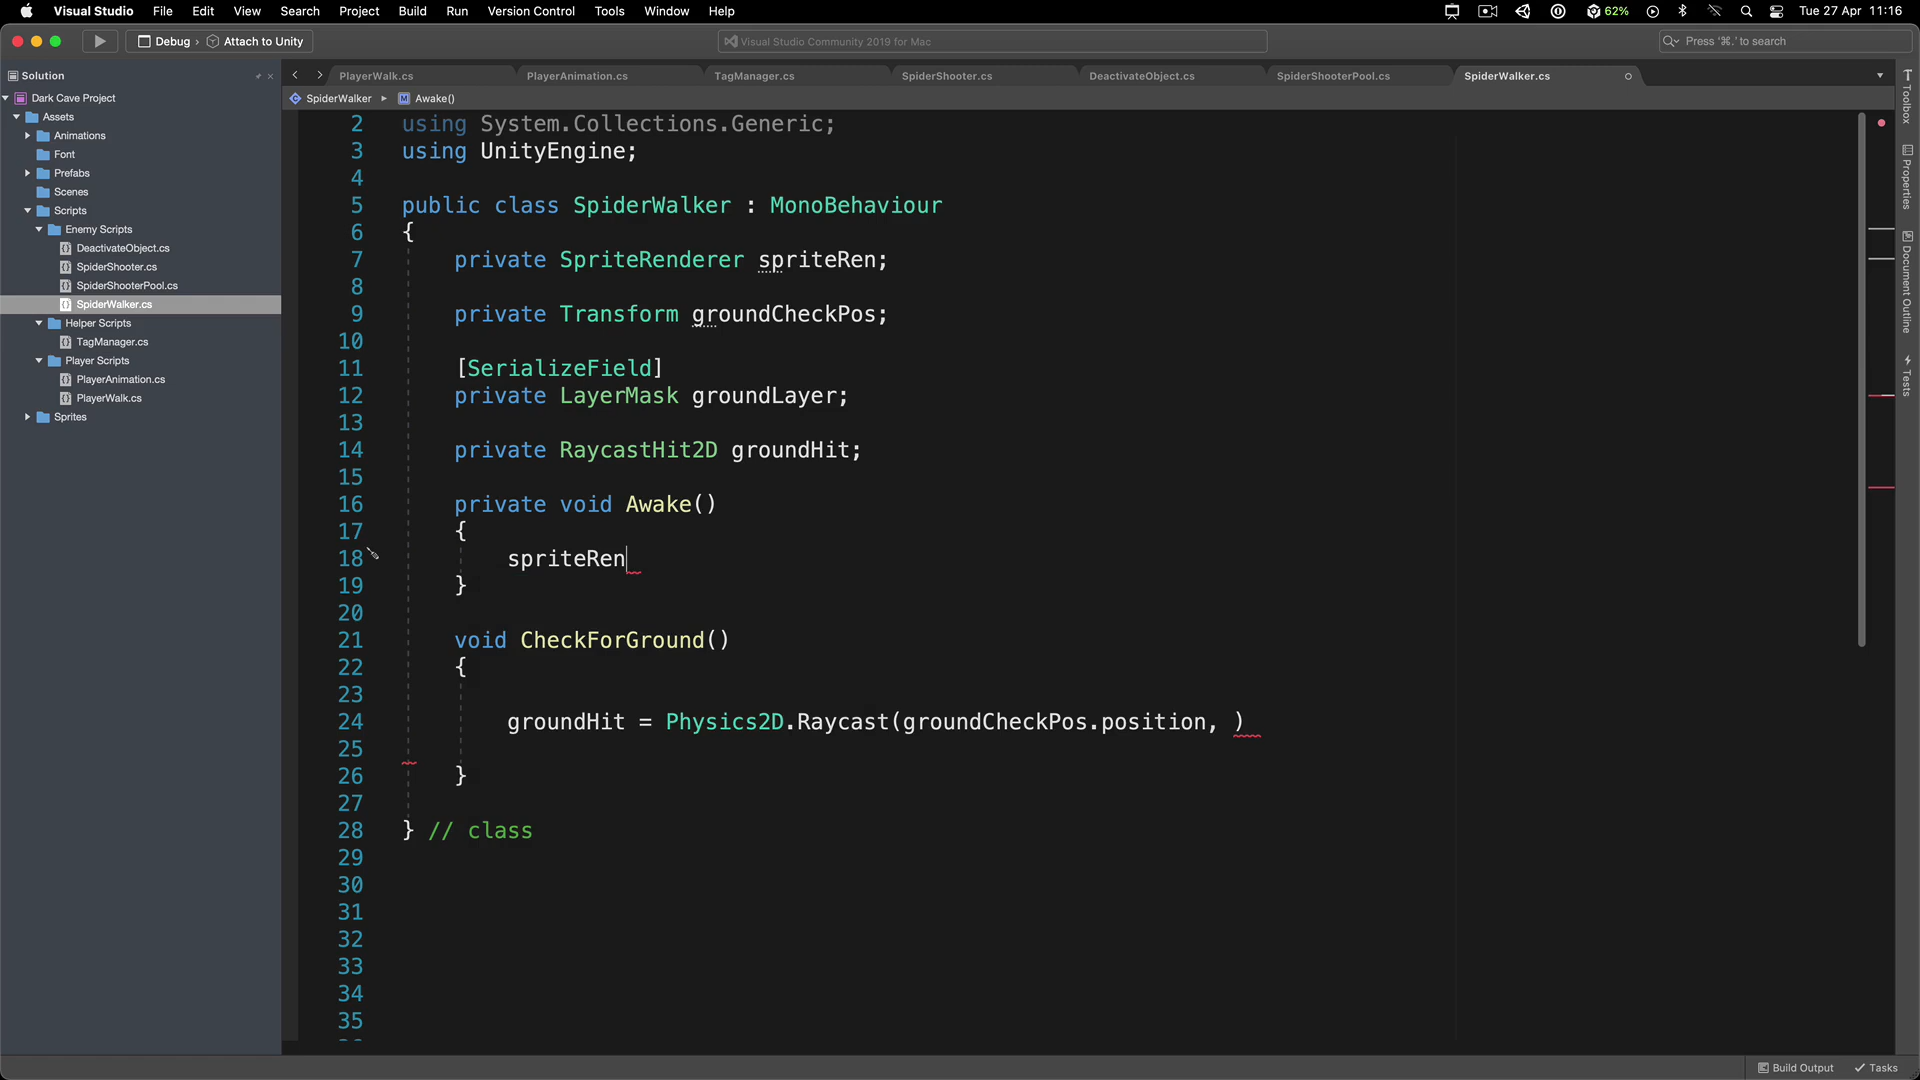 Visual Studio File Edit View Search Project Build Run Version Control Tools Window Help 62% Tue 27 Apr 11:16
Debug › Attach to Unity Visual Studio Community 2019 for Mac Press '⌘.' to search
Solution
PlayerWalk.cs PlayerAnimation.cs TagManager.cs SpiderShooter.cs DeactivateObject.cs SpiderShooterPool.cs SpiderWalker.cs
SpiderWalker Awake()
Dark Cave Project
Assets
Animations
Font
Prefabs
Scenes
Scripts
Enemy Scripts
DeactivateObject.cs
SpiderShooter.cs
SpiderShooterPool.cs
SpiderWalker.cs
Helper Scripts
TagManager.cs
Player Scripts
PlayerAnimation.cs
PlayerWalk.cs
Sprites
2 using System.Collections.Generic;
3 using UnityEngine;
4
5 public class SpiderWalker : MonoBehaviour
6 {
7 private SpriteRenderer spriteRen;
8
9 private Transform groundCheckPos;
10
11 [SerializeField]
12 private LayerMask groundLayer;
13
14 private RaycastHit2D groundHit;
15
16 private void Awake()
17 {
18 spriteRen
19 }
20
21 void CheckForGround()
22 {
23
24 groundHit = Physics2D.Raycast(groundCheckPos.position, )
25
26 }
27
28 } // class
29
30
31
32
33
34
35
Toolbox
Properties
Document Outline
Tests
Build Output Tasks